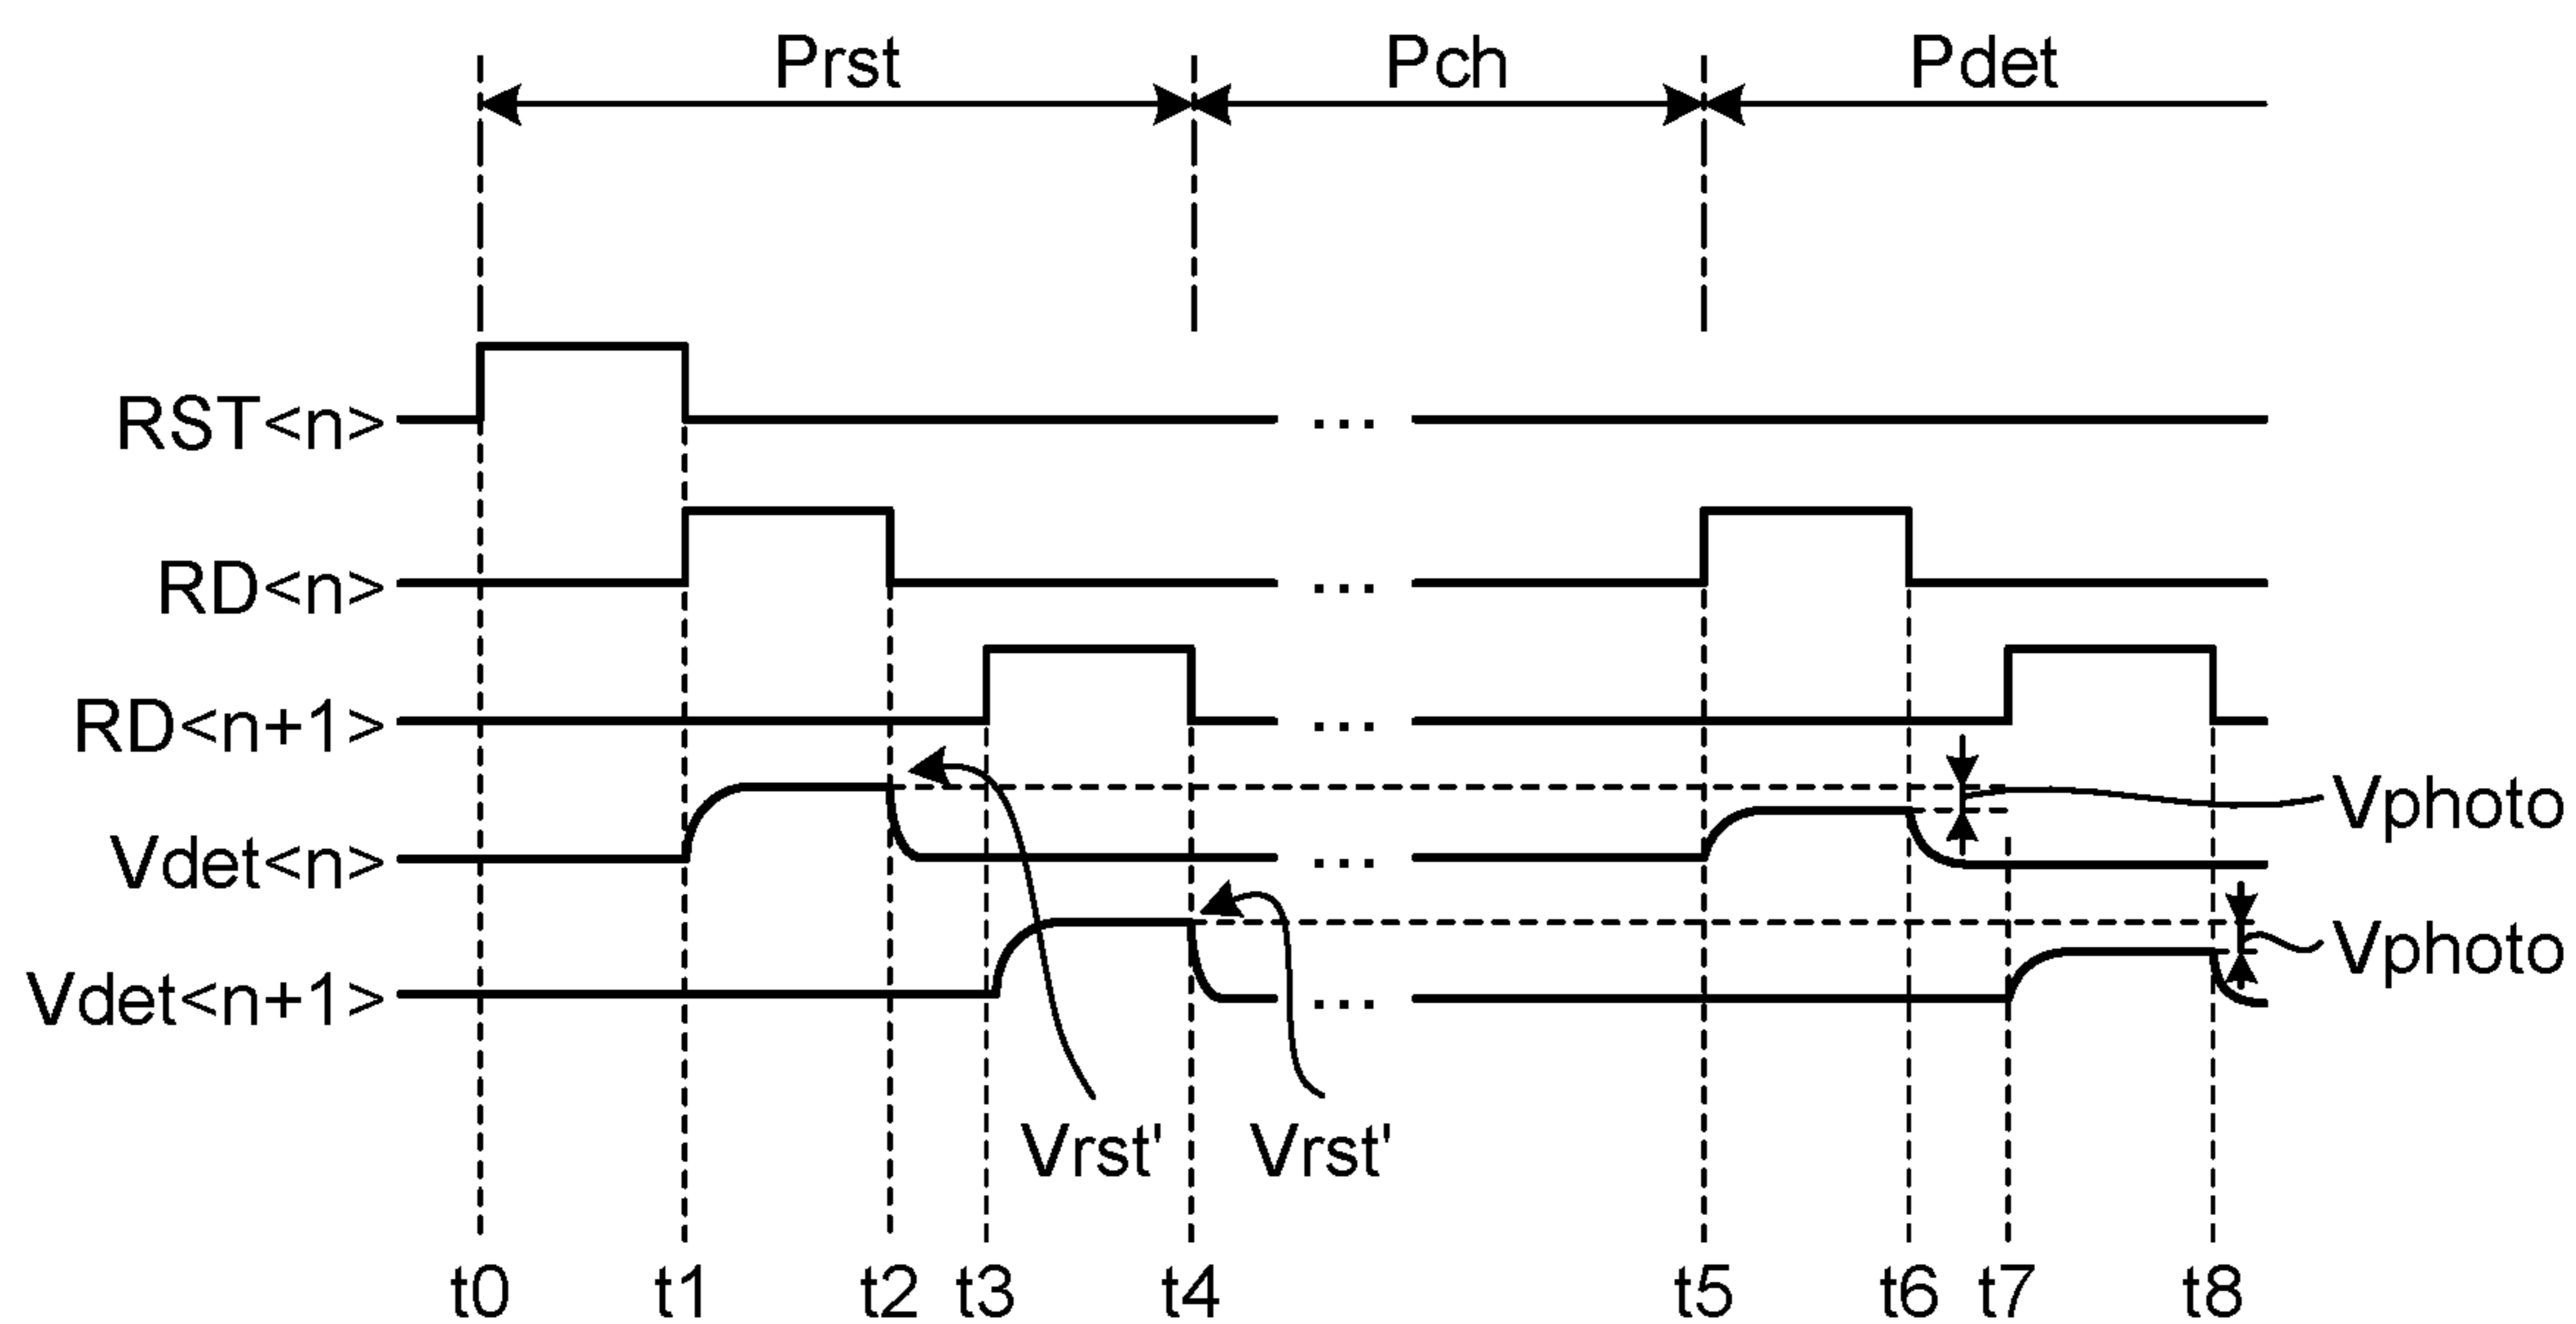 Prst Pch Pdet
RST<n> ...
RD<n> ...
RD<n+1> ...
Vphoto
Vdet<n> ...
Vphoto
Vdet<n+1> ...
Vrst' Vrst'
t0 t1 t2 t3 t4 t5 t6 t7 t8